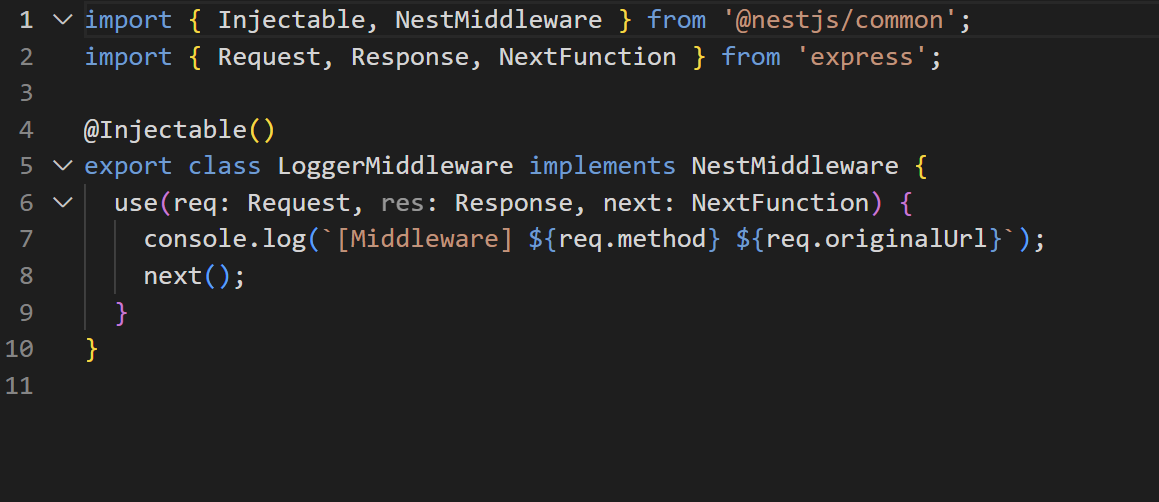 1 import { Injectable, NestMiddleware } from '@nestjs/common';
2 import { Request, Response, NextFunction } from 'express';
3
4 @Injectable()
5 export class LoggerMiddleware implements NestMiddleware {
6   use(req: Request, res: Response, next: NextFunction) {
7     console.log(`[Middleware] ${req.method} ${req.originalUrl}`);
8     next();
9   }
10 }
11